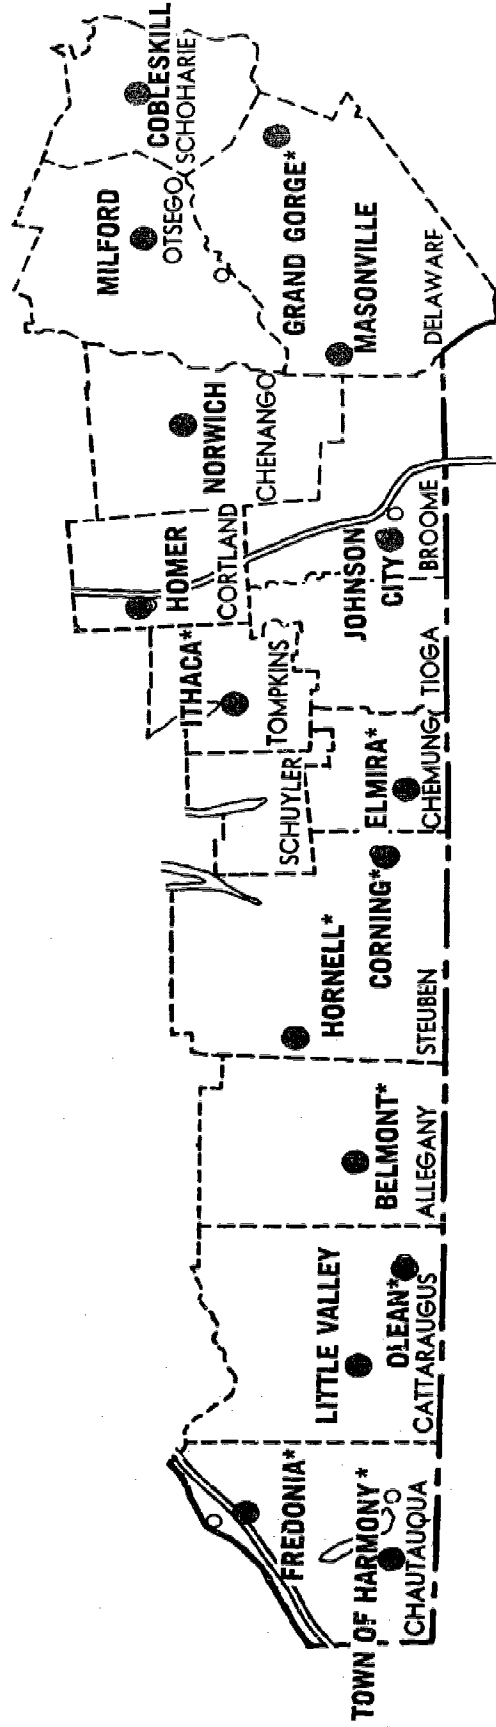 TOWN OF HARMONY*
CHAUTAUQUA
FREDONIA*
LITTLE VALLEY
OLEAN*
CATTARAUGUS
BELMONT*
ALLEGANY
HORNELL*
CORNING*
STEUBEN
SCHUYLER
ELMIRA*
CHEMUNG
ITHACA*
TOMPKINS
TIOGA
HOMER
CORTLAND
JOHNSON
CITY
BROOME
NORWICH
CHENANGO
MILFORD
OTSEGO
COBLESKILL
SCHOHARIE
GRAND GORGE*
MASONVILLE
DELAWARE